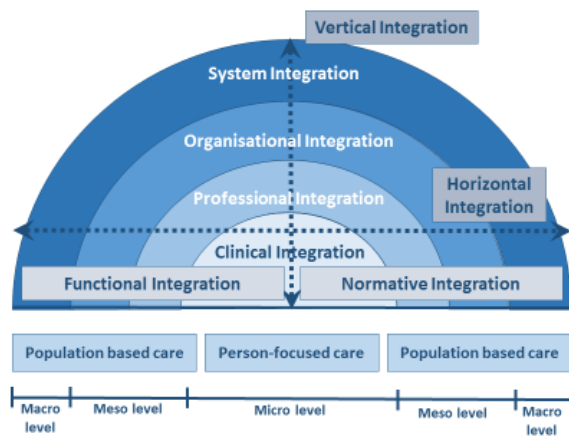 Vertical Integration
System Integration
Organisational Integration
Professional Integration
Horizontal
Integration
Clinical Integration
Functional Integration
Normative Integration
Population based care
Person-focused care
Population based care
Macro
level
Meso level
Micro level
Meso level
Macro
level